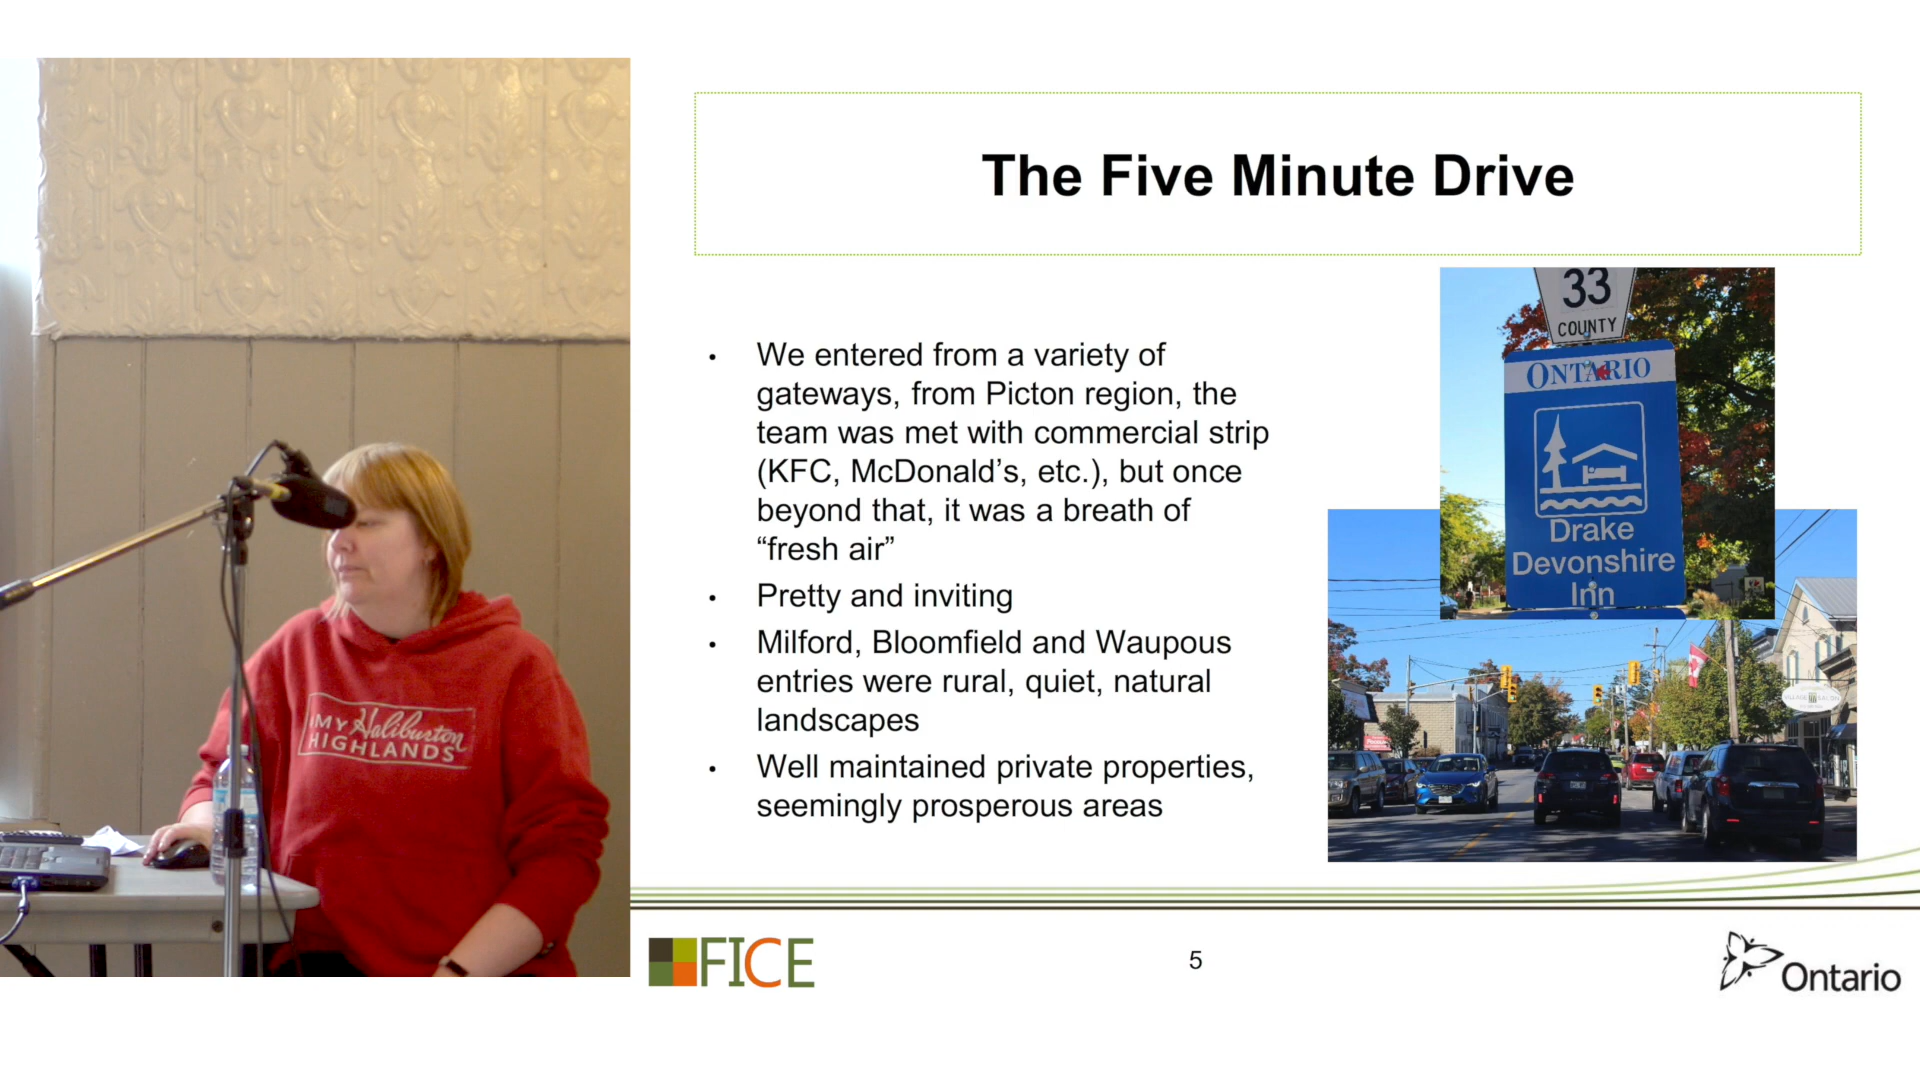 The Five Minute Drive
• We entered from a variety of
gateways, from Picton region, the
team was met with commercial strip
(KFC, McDonald’s, etc.), but once
beyond that, it was a breath of
“fresh air”
• Pretty and inviting
• Milford, Bloomfield and Waupous
entries were rural, quiet, natural
landscapes
• Well maintained private properties,
seemingly prosperous areas
33
COUNTY
ONTARIO
Drake
Devonshire
Inn
MY Haliburton
HIGHLANDS
FICE
5
Ontario